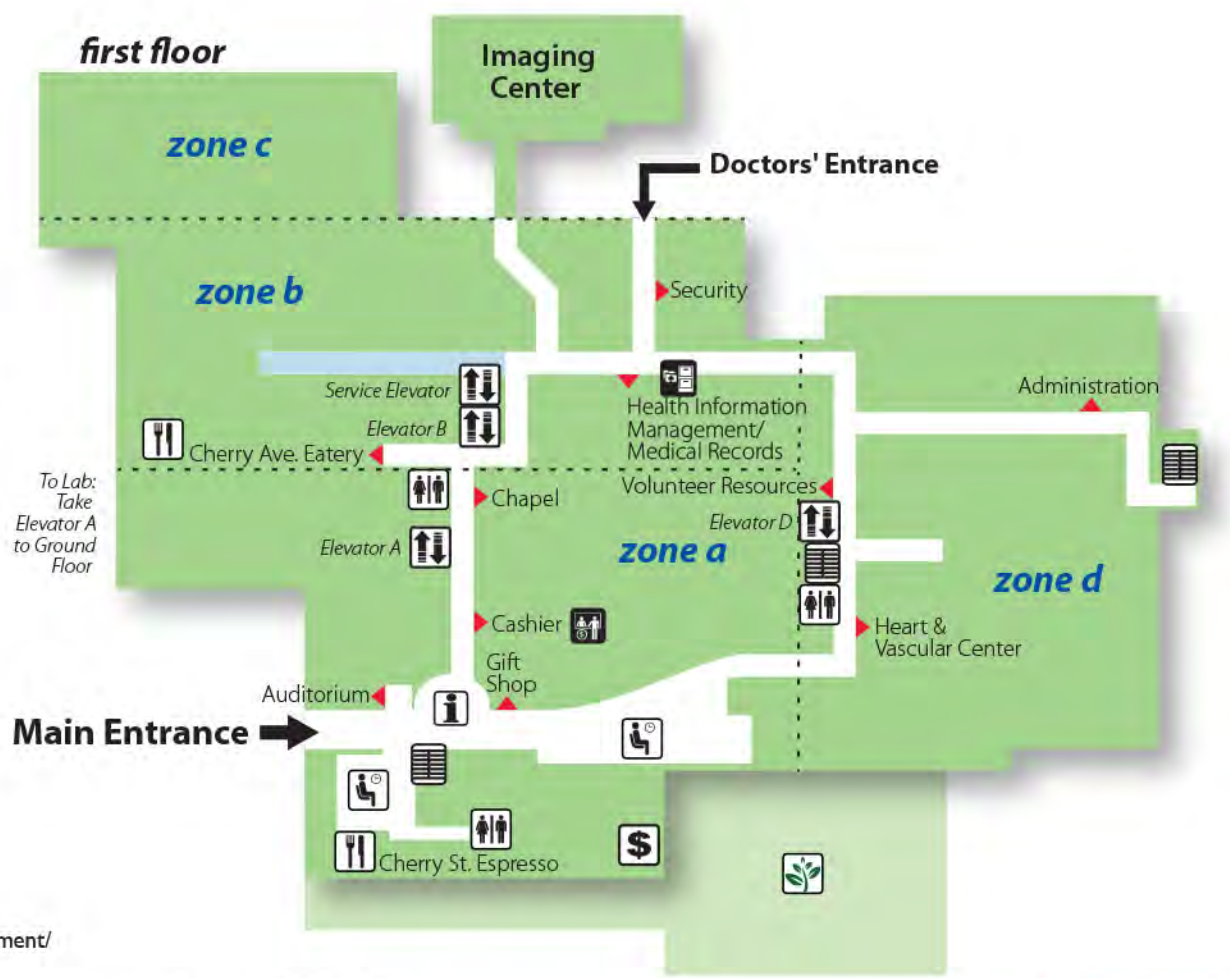 first floor
Imaging
Center
zone c
Doctors' Entrance
zone b
Security
Service Elevator
Elevator B
Cherry Ave. Eatery
Health Information
Management/
Medical Records
Administration
To Lab:
Take
Elevator A
to Ground
Floor
Chapel
Volunteer Resources
Elevator D
Elevator A
zone a
zone d
Cashier
Heart &
Vascular Center
Gift
Shop
Auditorium
i
Main Entrance
$
Cherry St. Espresso
ment/